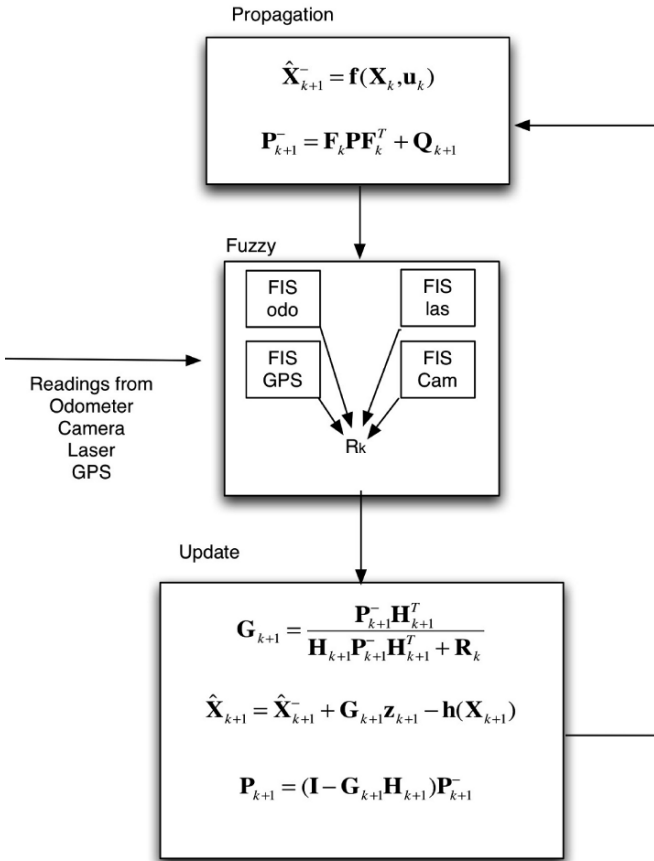 Propagation
X̂⁻ₖ₊₁ = f(Xₖ,uₖ)
P⁻ₖ₊₁ = FₖPFₖᵀ + Qₖ₊₁
Fuzzy
FIS
odo
FIS
las
FIS
GPS
FIS
Cam
Rk
Readings from
Odometer
Camera
Laser
GPS
Update
Gₖ₊₁ = P⁻ₖ₊₁Hᵀₖ₊₁ / Hₖ₊₁P⁻ₖ₊₁Hᵀₖ₊₁ + Rₖ
X̂ₖ₊₁ = X̂⁻ₖ₊₁ + Gₖ₊₁zₖ₊₁ − h(Xₖ₊₁)
Pₖ₊₁ = (I − Gₖ₊₁Hₖ₊₁)P⁻ₖ₊₁